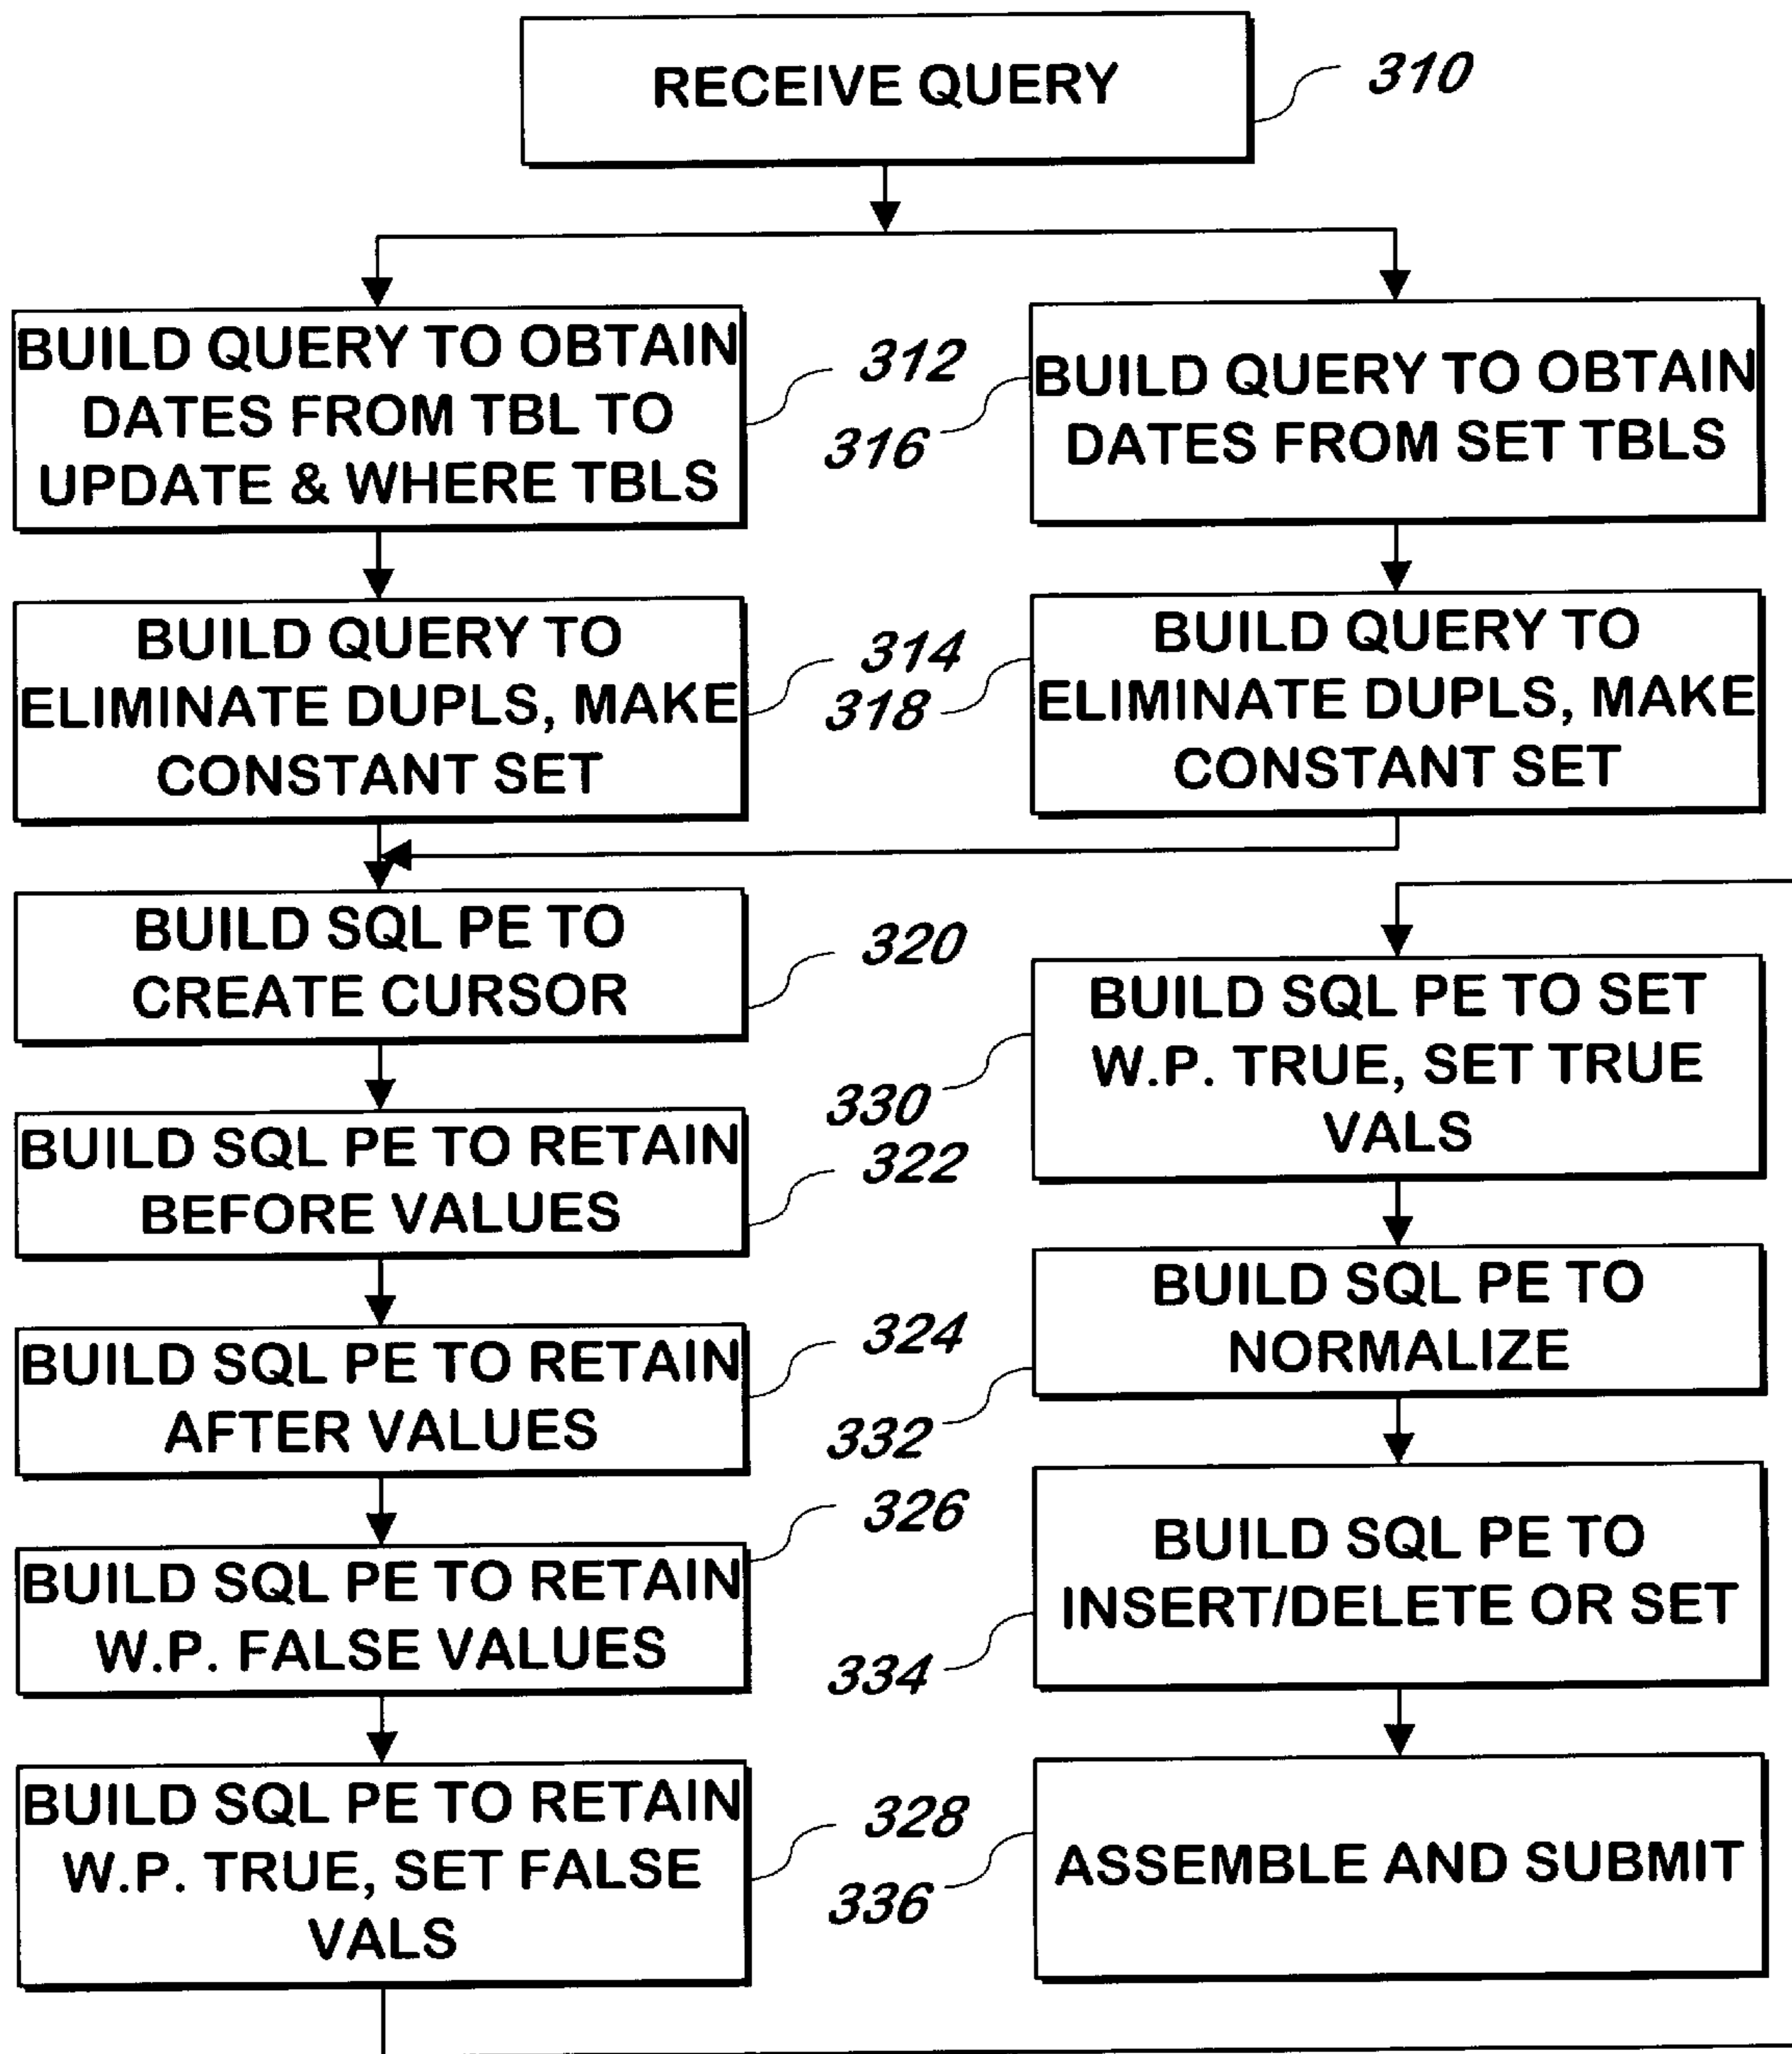 RECEIVE QUERY
310
BUILD QUERY TO OBTAIN
DATES FROM TBL TO
UPDATE & WHERE TBLS
312
316
BUILD QUERY TO OBTAIN
DATES FROM SET TBLS
BUILD QUERY TO
ELIMINATE DUPLS, MAKE
CONSTANT SET
314
318
BUILD QUERY TO
ELIMINATE DUPLS, MAKE
CONSTANT SET
BUILD SQL PE TO
CREATE CURSOR
320
BUILD SQL PE TO RETAIN
BEFORE VALUES
322
BUILD SQL PE TO RETAIN
AFTER VALUES
324
BUILD SQL PE TO RETAIN
W.P. FALSE VALUES
326
BUILD SQL PE TO RETAIN
W.P. TRUE, SET FALSE
VALS
328
BUILD SQL PE TO SET
W.P. TRUE, SET TRUE
VALS
330
BUILD SQL PE TO
NORMALIZE
332
BUILD SQL PE TO
INSERT/DELETE OR SET
334
ASSEMBLE AND SUBMIT
336